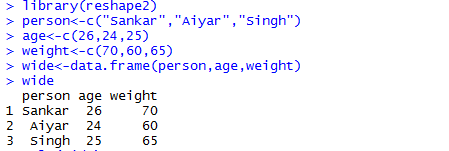 > library(reshape2)
> person<-c("Sankar","Aiyar","Singh")
> age<-c(26,24,25)
> weight<-c(70,60,65)
> wide<-data.frame(person,age,weight)
> wide
  person age weight
1 Sankar  26     70
2  Aiyar  24     60
3  Singh  25     65